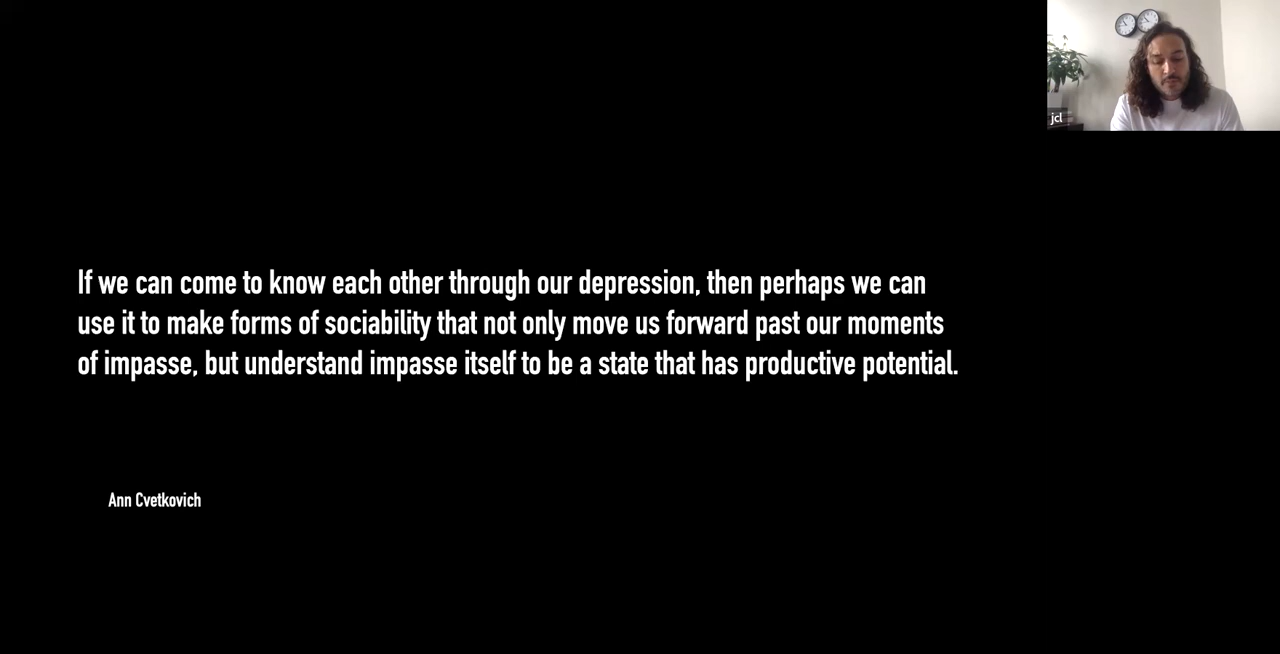 jcl
If we can come to know each other through our depression, then perhaps we can
use it to make forms of sociability that not only move us forward past our moments
of impasse, but understand impasse itself to be a state that has productive potential.
Ann Cvetkovich